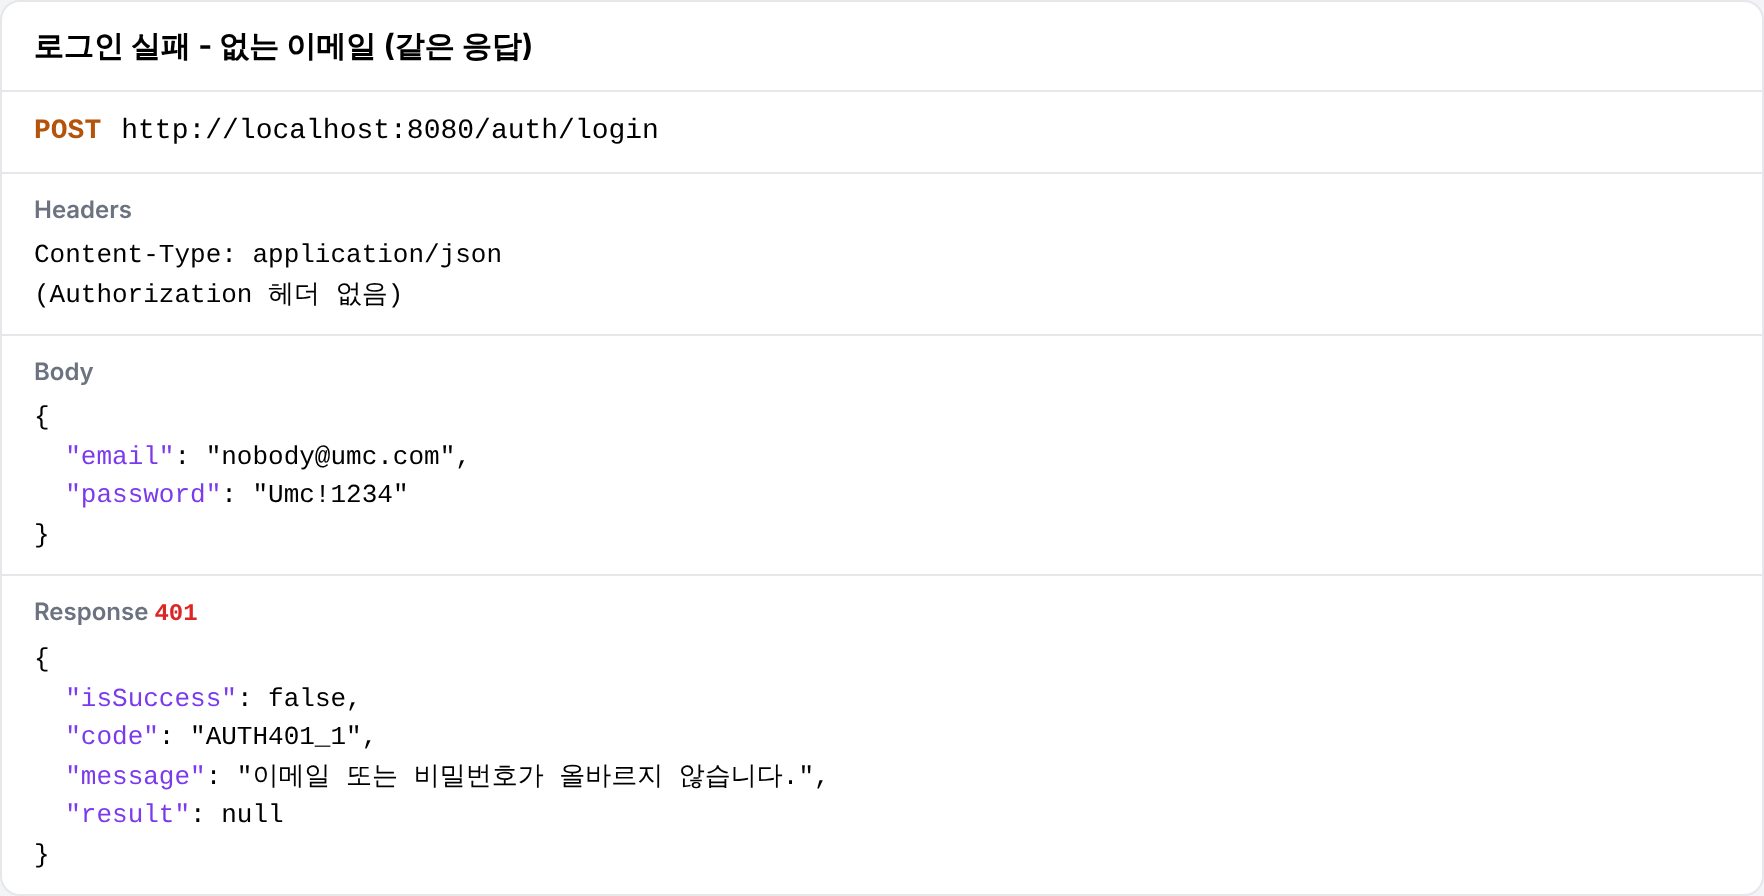 로그인 실패 - 없는 이메일 (같은 응답)
POST http://localhost:8080/auth/login
Headers
Content-Type: application/json
(Authorization 헤더 없음)
Body
{
  "email": "nobody@umc.com",
  "password": "Umc!1234"
}
Response 401
{
  "isSuccess": false,
  "code": "AUTH401_1",
  "message": "이메일 또는 비밀번호가 올바르지 않습니다.",
  "result": null
}